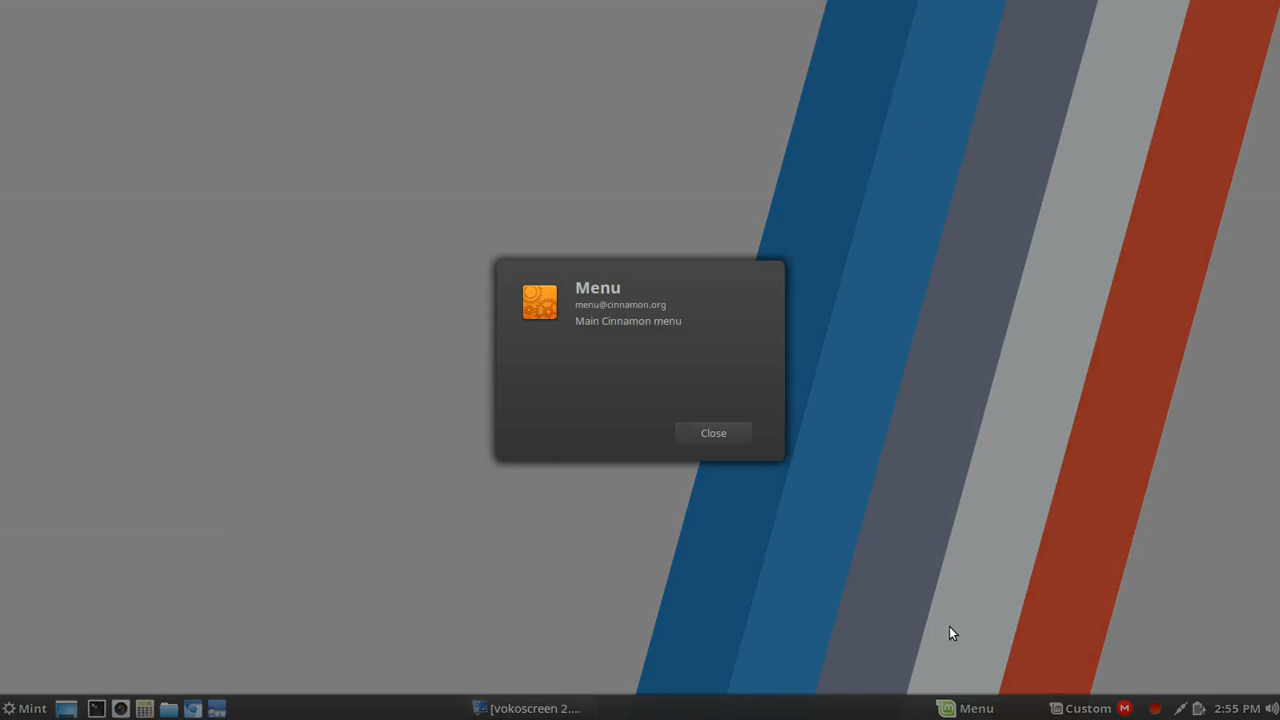 Menu
menu@cinnamon.org
Main Cinnamon menu
Close
Mint
[vokoscreen 2....
Menu
Custom
M
2:55 PM